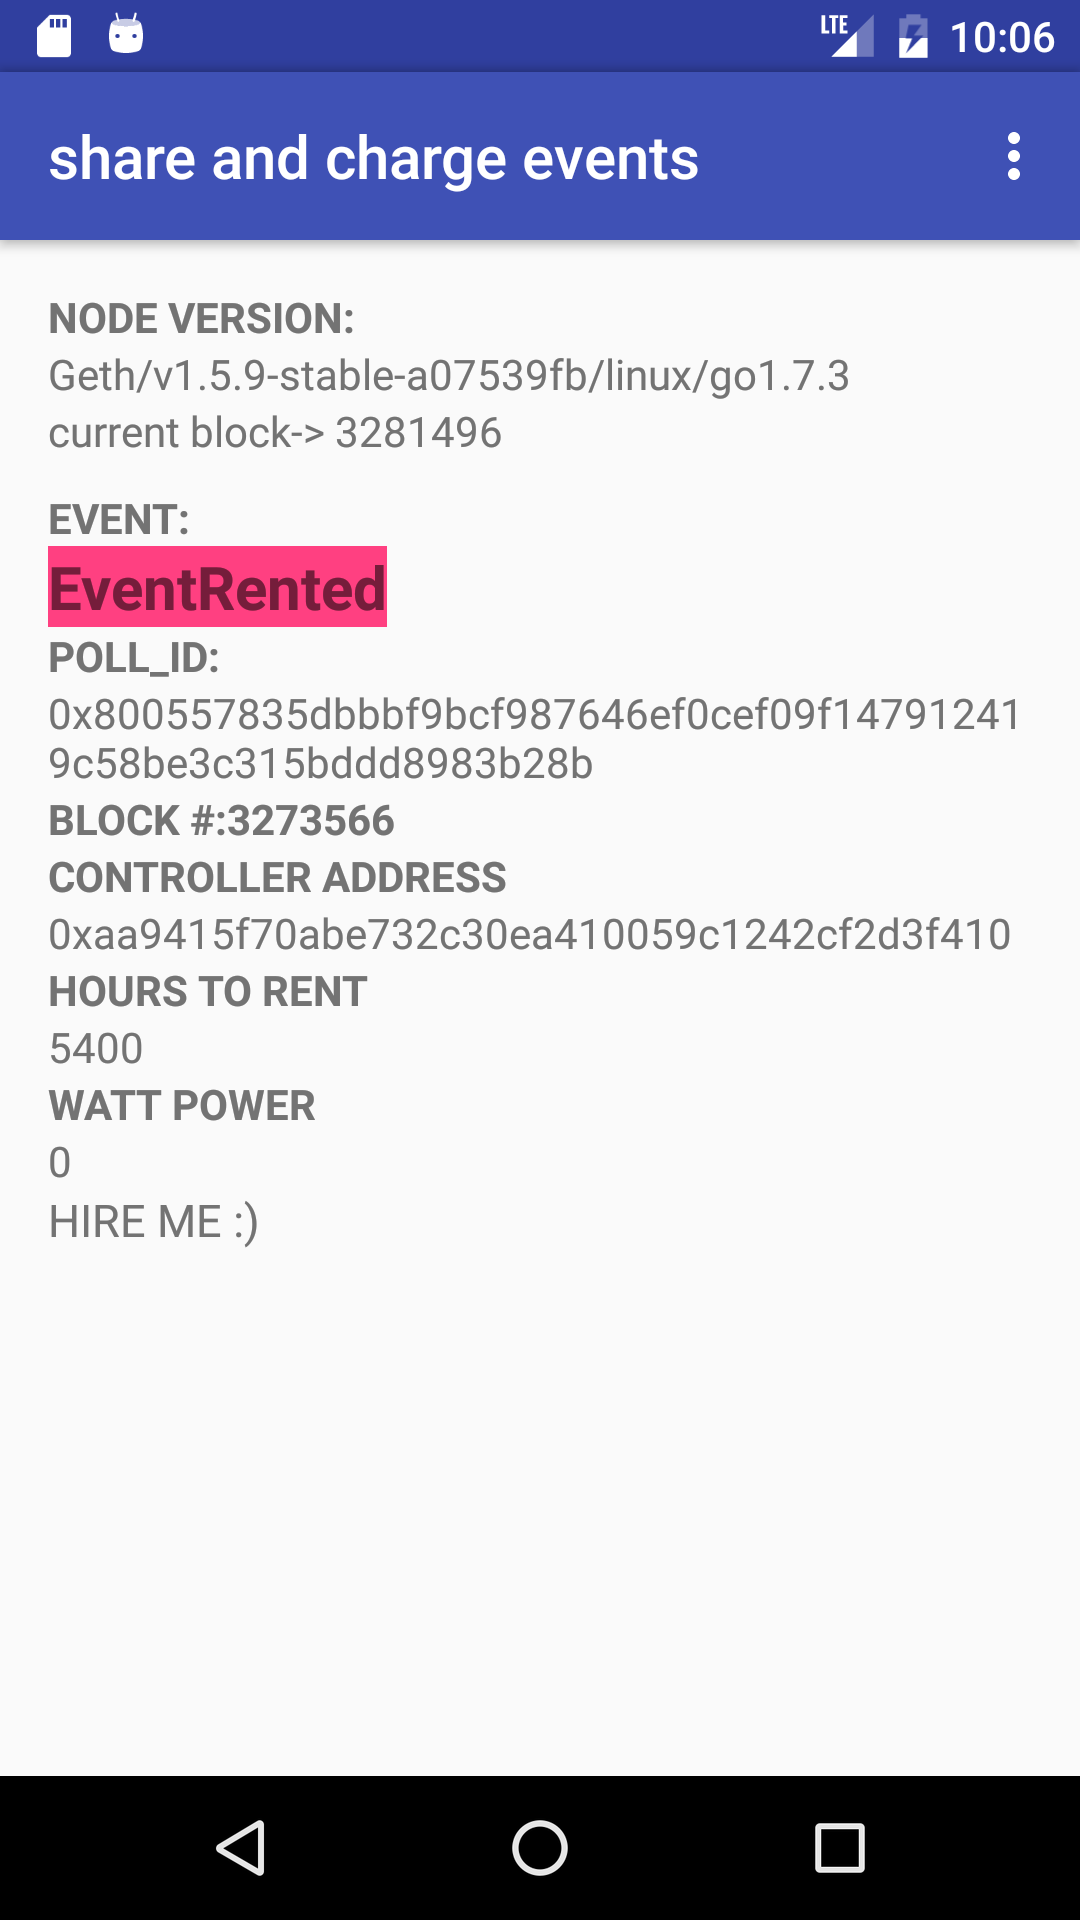 LTE 10:06
share and charge events
NODE VERSION:
Geth/v1.5.9-stable-a07539fb/linux/go1.7.3
current block-> 3281496
EVENT:
EventRented
POLL_ID:
0x800557835dbbbf9bcf987646ef0cef09f14791241
9c58be3c315bddd8983b28b
BLOCK #:3273566
CONTROLLER ADDRESS
0xaa9415f70abe732c30ea410059c1242cf2d3f410
HOURS TO RENT
5400
WATT POWER
0
HIRE ME :)